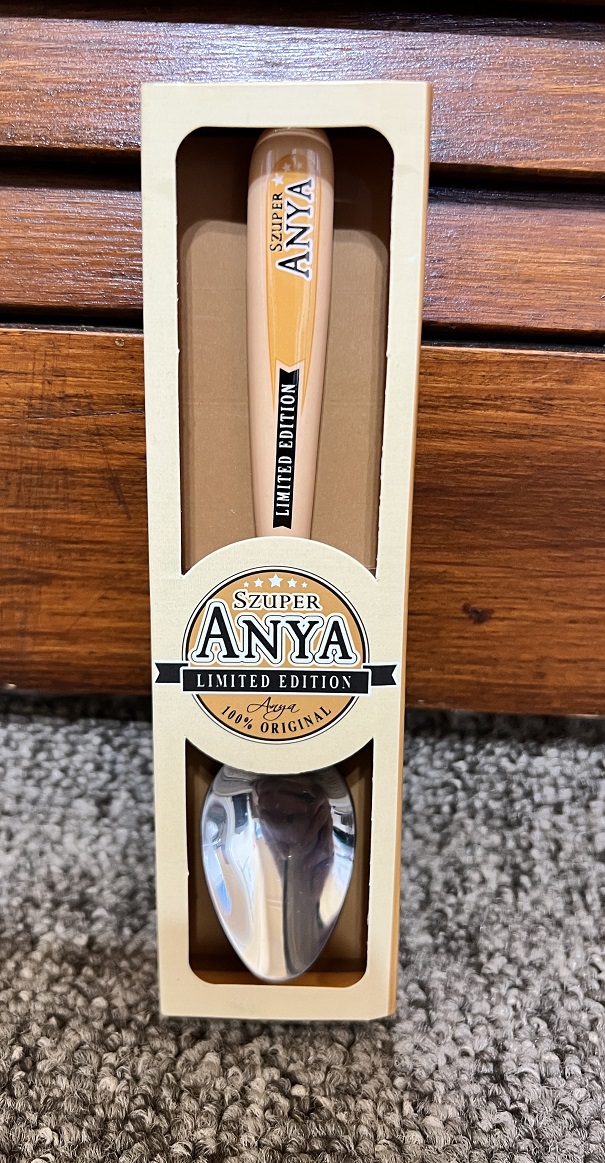 SZUPER
ANYA
LIMITED EDITION
SZUPER
ANYA
LIMITED EDITION
Anya
100% ORIGINAL